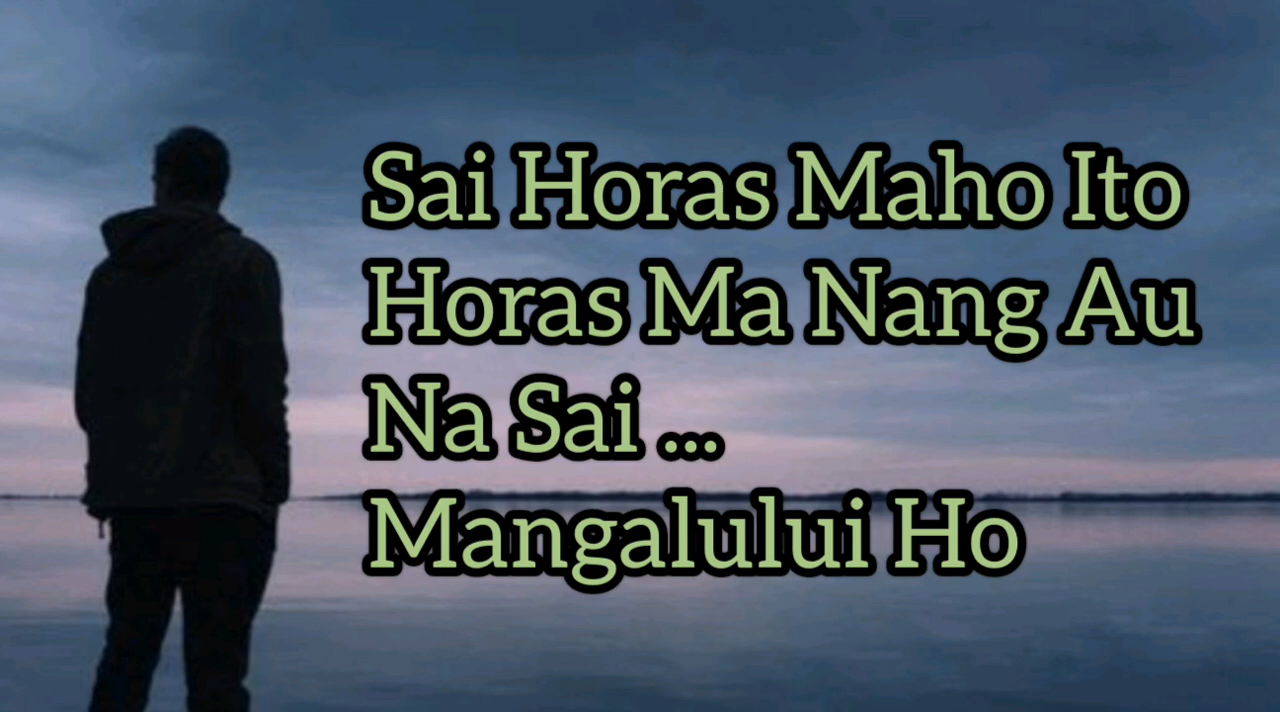 Sai Horas Maho Ito
Horas Ma Nang Au
Na Sai ...
Mangalului Ho